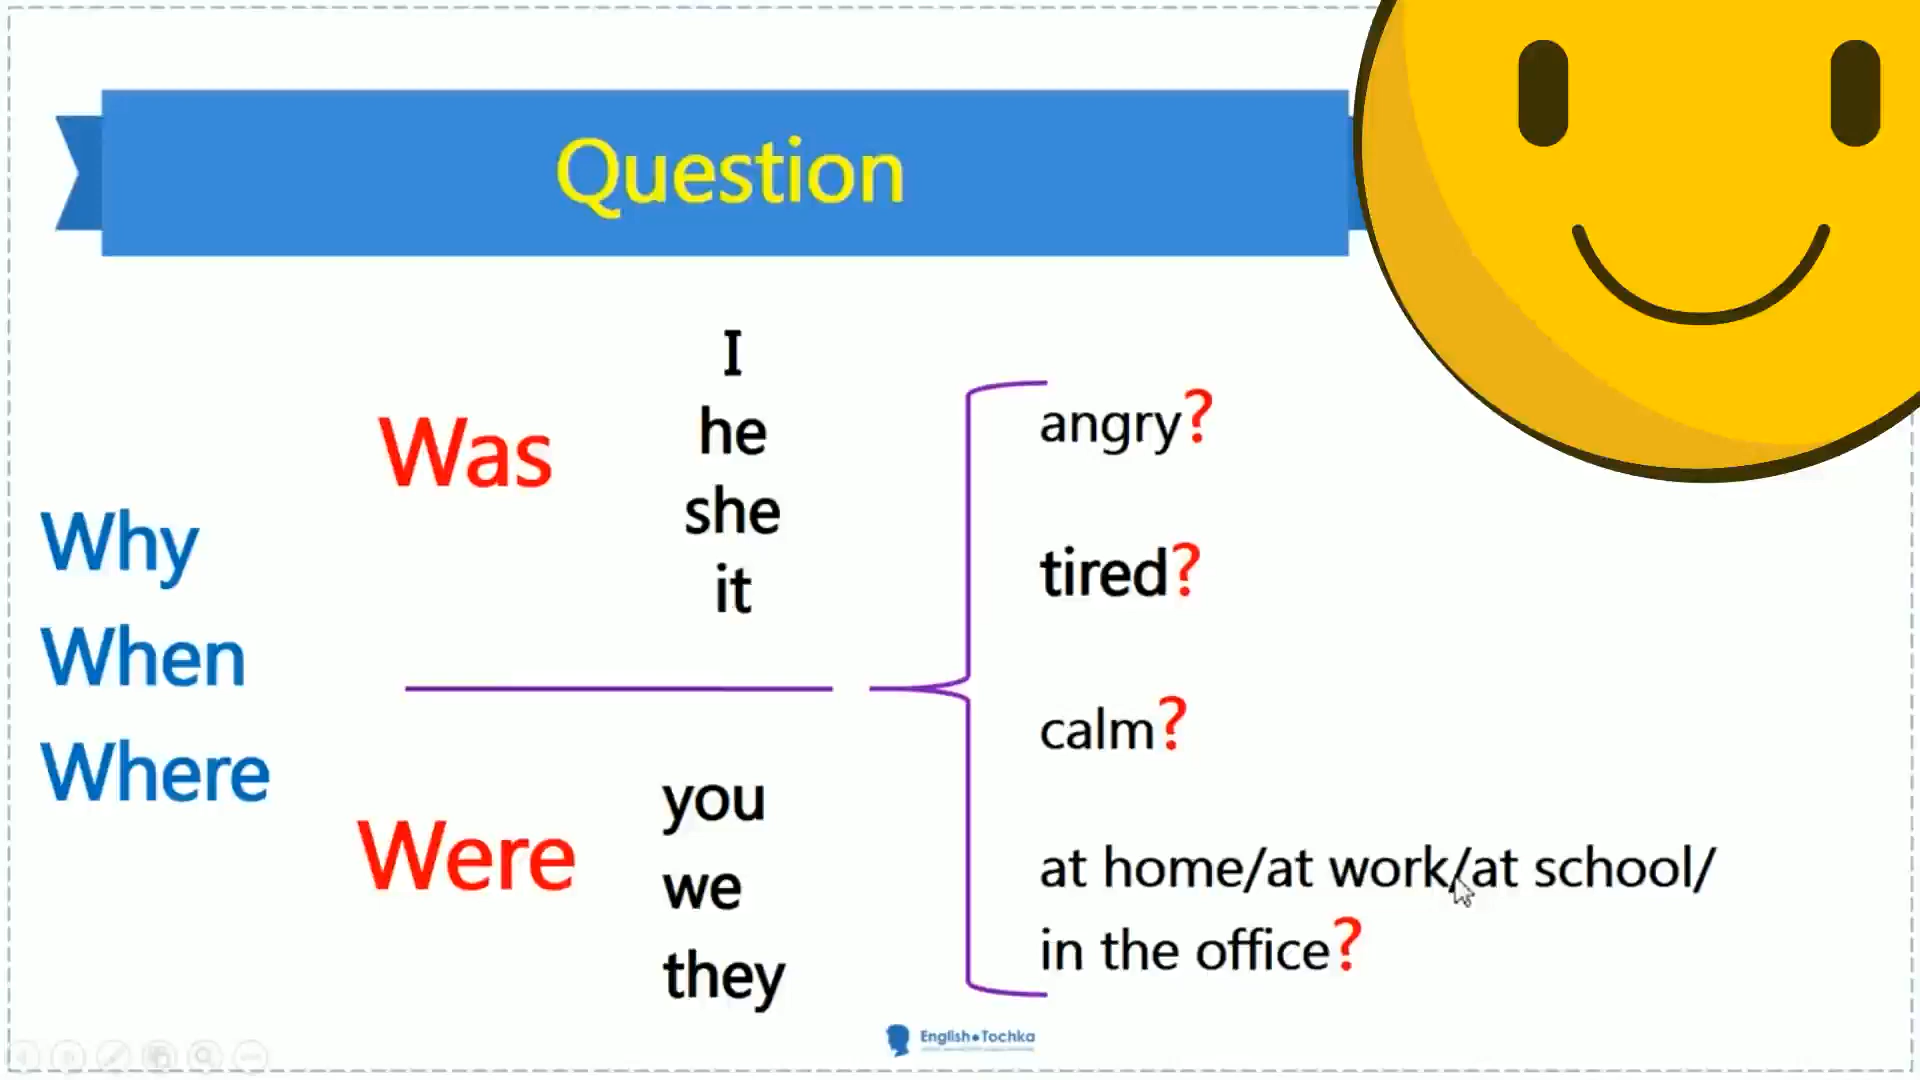 Question
Why
When
Where
Was
I
he
she
it
Were
you
we
they
angry?
tired?
calm?
at home/at work/at school/
in the office?
English•Tochka